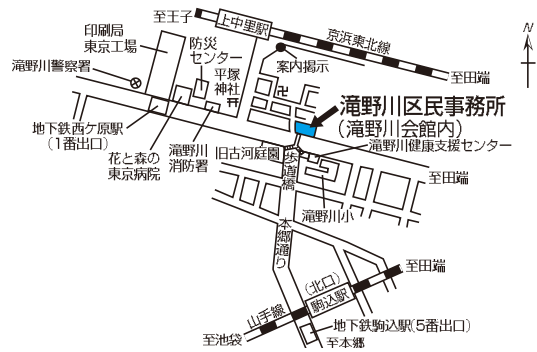 至王子
上中里駅
京浜東北線
N
印刷局
東京工場
防災
センター
案内掲示
至田端
滝野川警察署
平塚
神社
卍
滝野川区民事務所
(滝野川会館内)
地下鉄西ケ原駅
(1番出口)
花と森の
東京病院
滝野川
消防署
旧古河庭園
歩道橋
滝野川健康支援センター
至田端
滝野川小
本郷通り
至田端
(北口)
駒込駅
山手線
至池袋
地下鉄駒込駅(5番出口)
至本郷